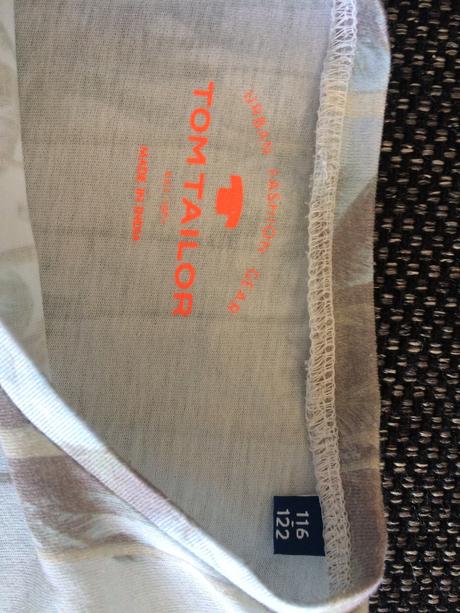 URBAN FASHION GEAR
TOM TAILOR
MADE IN INDIA
116
122